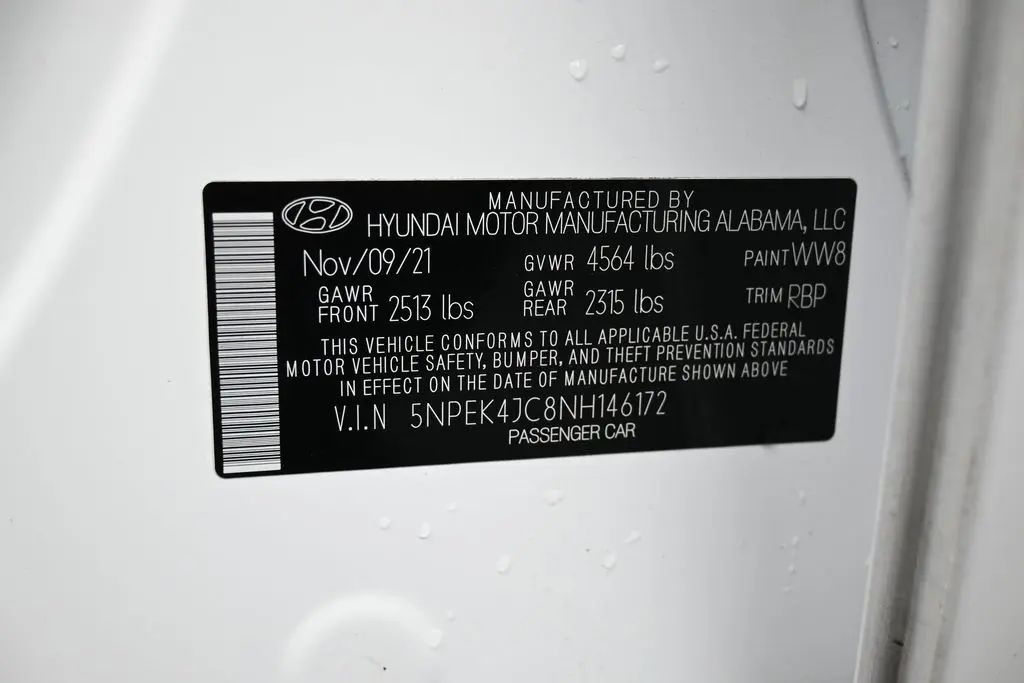 MANUFACTURED BY
HYUNDAI MOTOR MANUFACTURING ALABAMA, LLC
Nov/09/21 GVWR 4564 lbs PAINT WW8
GAWR FRONT 2513 lbs GAWR REAR 2315 lbs TRIM RBP
THIS VEHICLE CONFORMS TO ALL APPLICABLE U.S.A. FEDERAL
MOTOR VEHICLE SAFETY, BUMPER, AND THEFT PREVENTION STANDARDS
IN EFFECT ON THE DATE OF MANUFACTURE SHOWN ABOVE
V.I.N 5NPEK4JC8NH146172
PASSENGER CAR